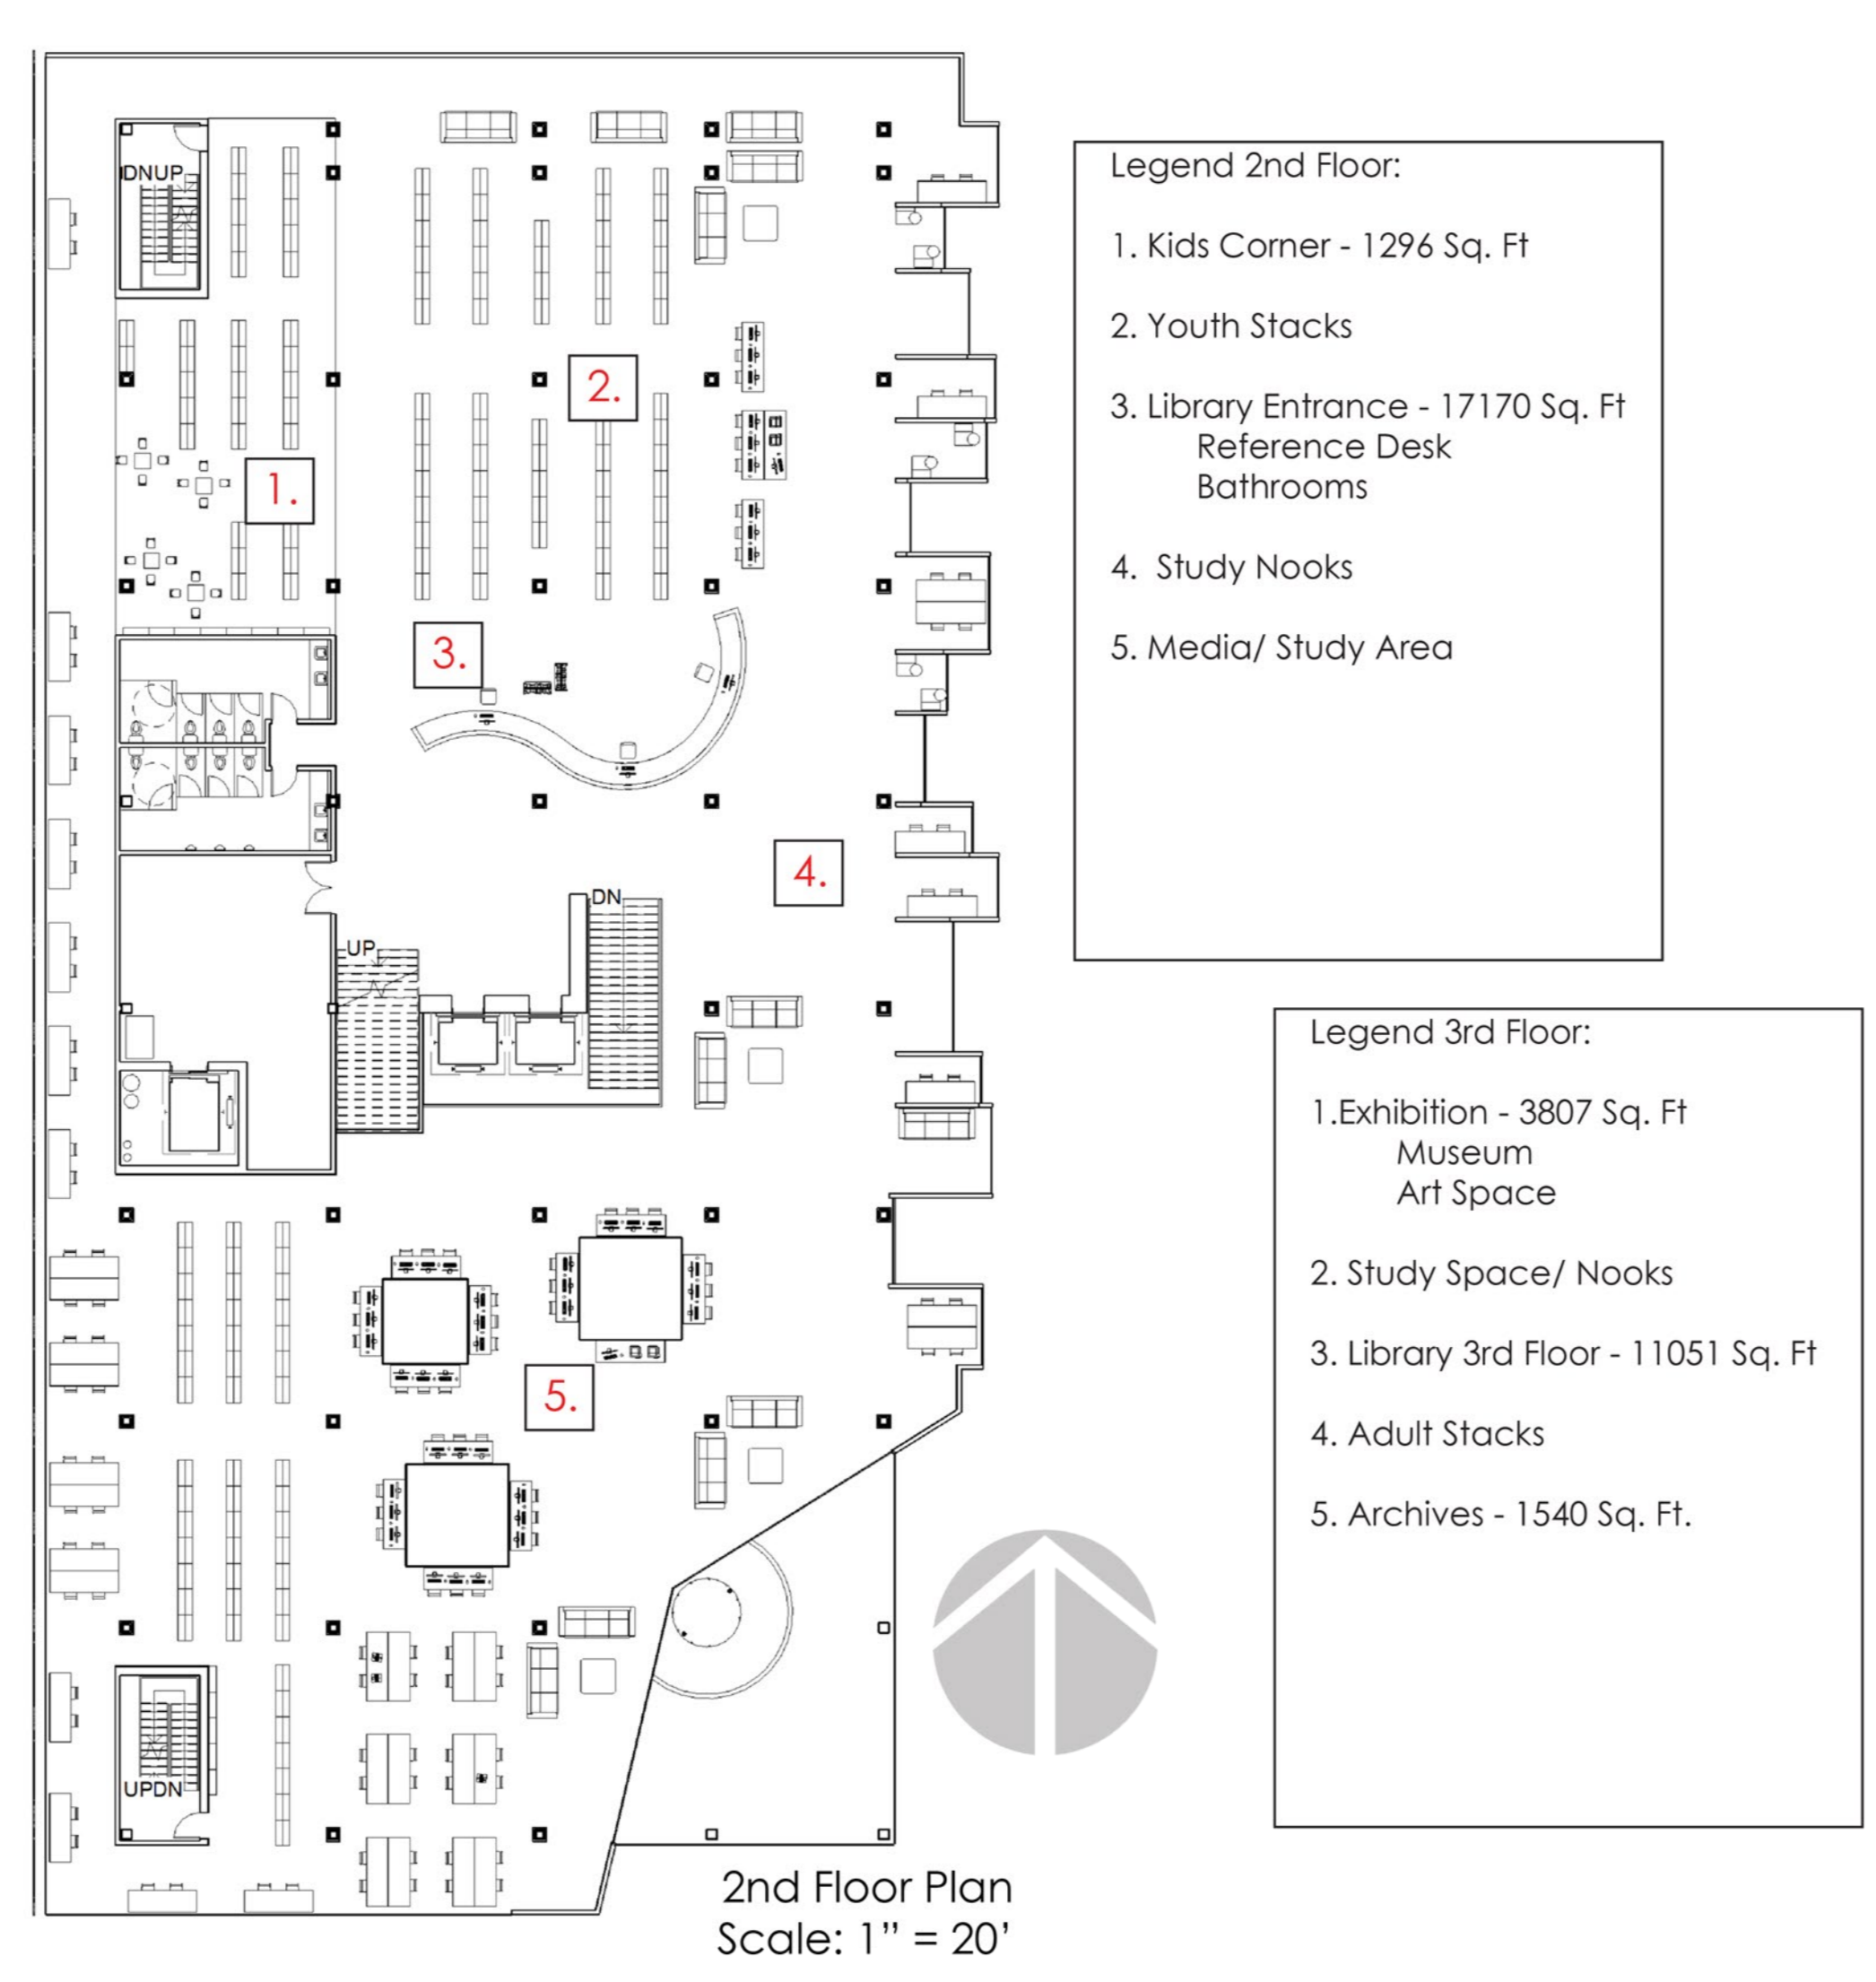 DNUP
1.
2.
3.
4.
DN
UP
5.
UPDN
2nd Floor Plan
Scale: 1” = 20’
Legend 2nd Floor:
1. Kids Corner - 1296 Sq. Ft
2. Youth Stacks
3. Library Entrance - 17170 Sq. Ft
Reference Desk
Bathrooms
4. Study Nooks
5. Media/ Study Area
Legend 3rd Floor:
1.Exhibition - 3807 Sq. Ft
Museum
Art Space
2. Study Space/ Nooks
3. Library 3rd Floor - 11051 Sq. Ft
4. Adult Stacks
5. Archives - 1540 Sq. Ft.